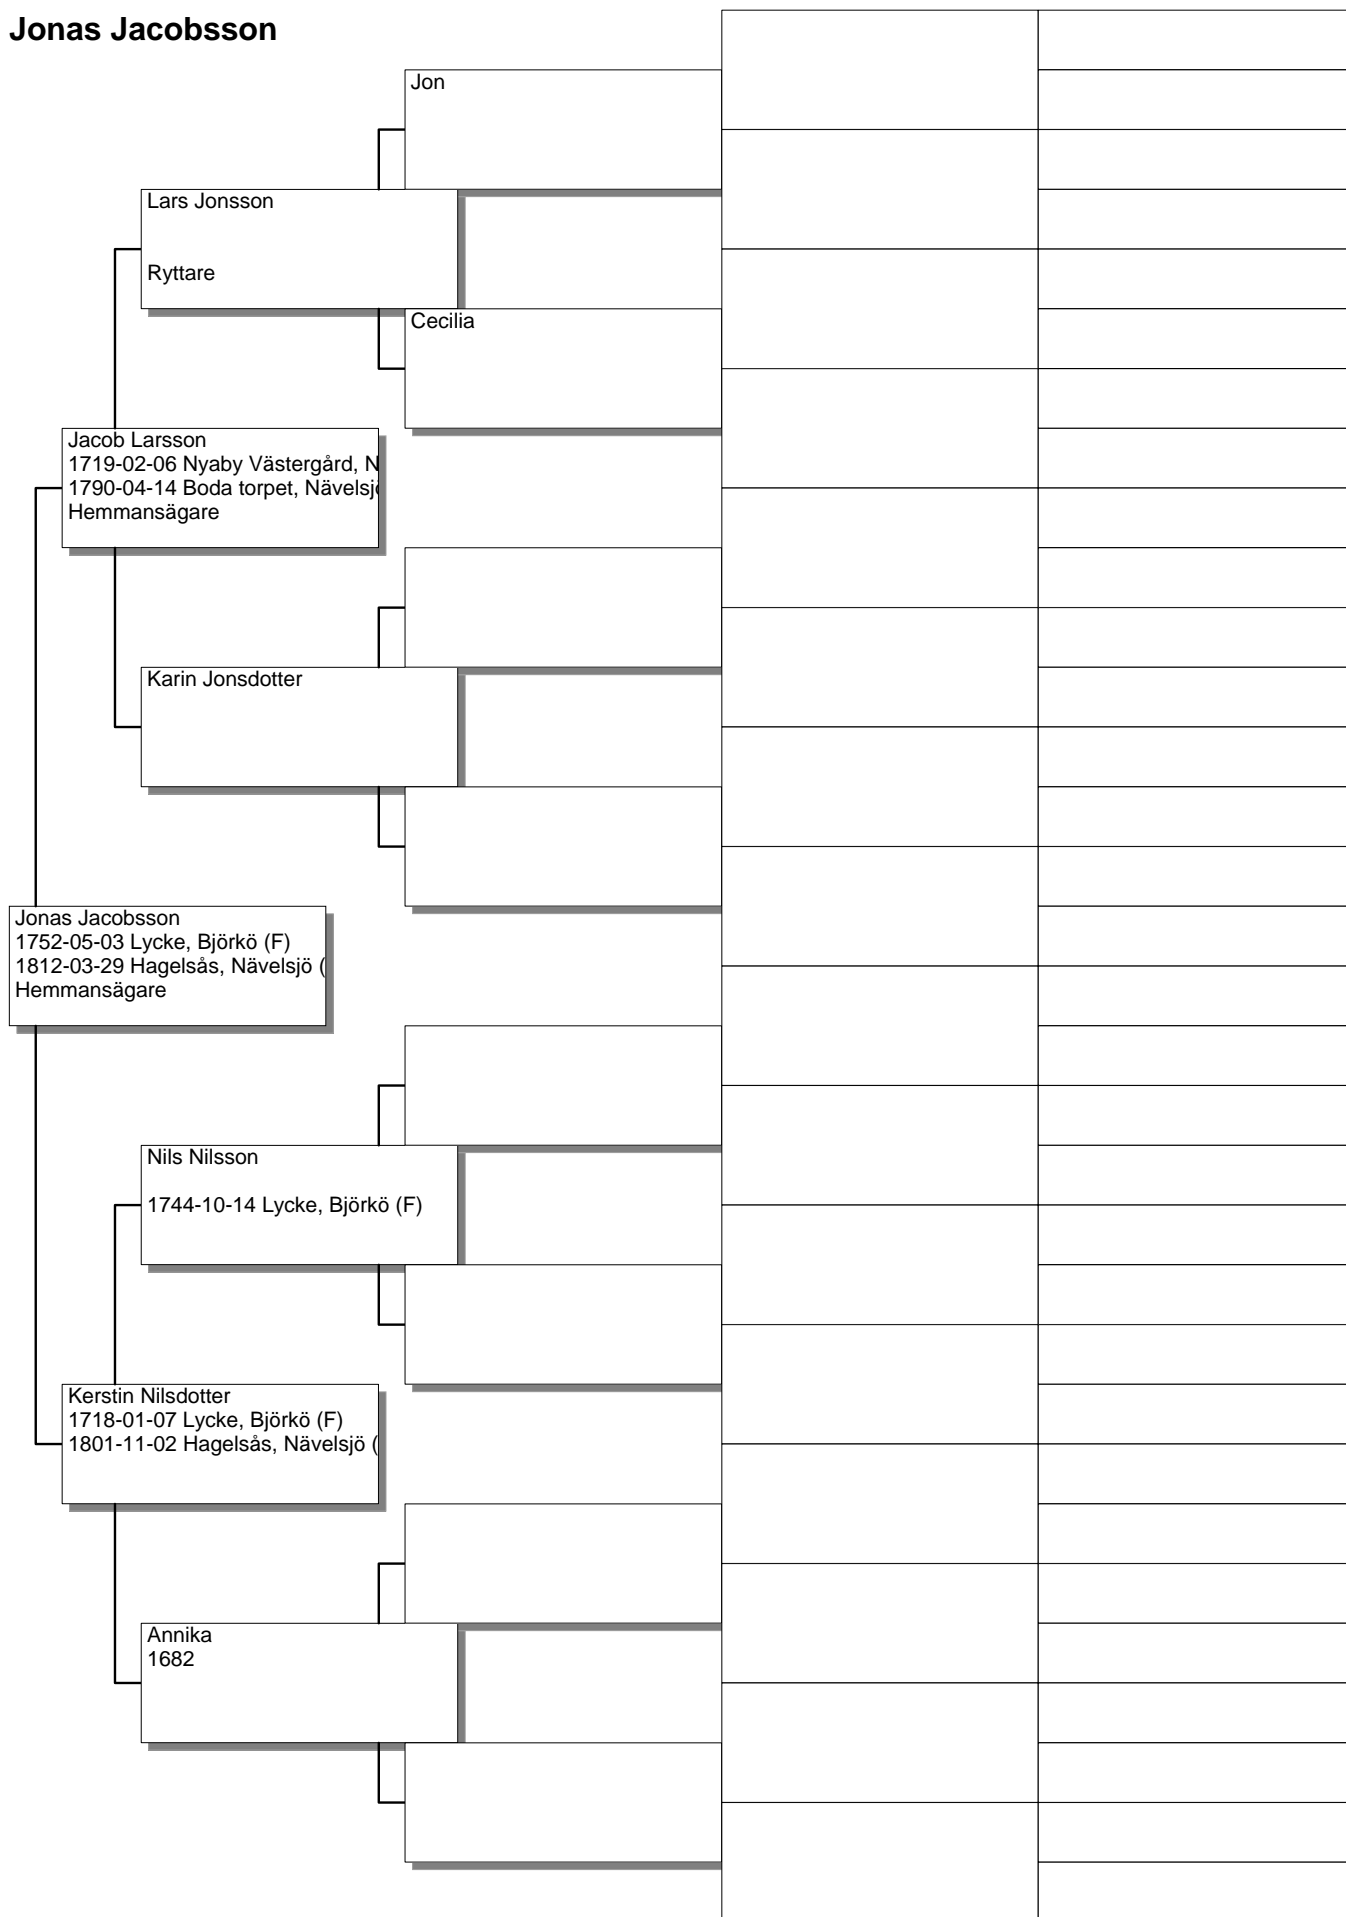 Jonas Jacobsson
Jon
Lars Jonsson
Ryttare
Cecilia
Jacob Larsson
1719-02-06 Nyaby Västergård, N
1790-04-14 Boda torpet, Nävelsjö
Hemmansägare
Karin Jonsdotter
Jonas Jacobsson
1752-05-03 Lycke, Björkö (F)
1812-03-29 Hagelsås, Nävelsjö (
Hemmansägare
Nils Nilsson
1744-10-14 Lycke, Björkö (F)
Kerstin Nilsdotter
1718-01-07 Lycke, Björkö (F)
1801-11-02 Hagelsås, Nävelsjö (
Annika
1682